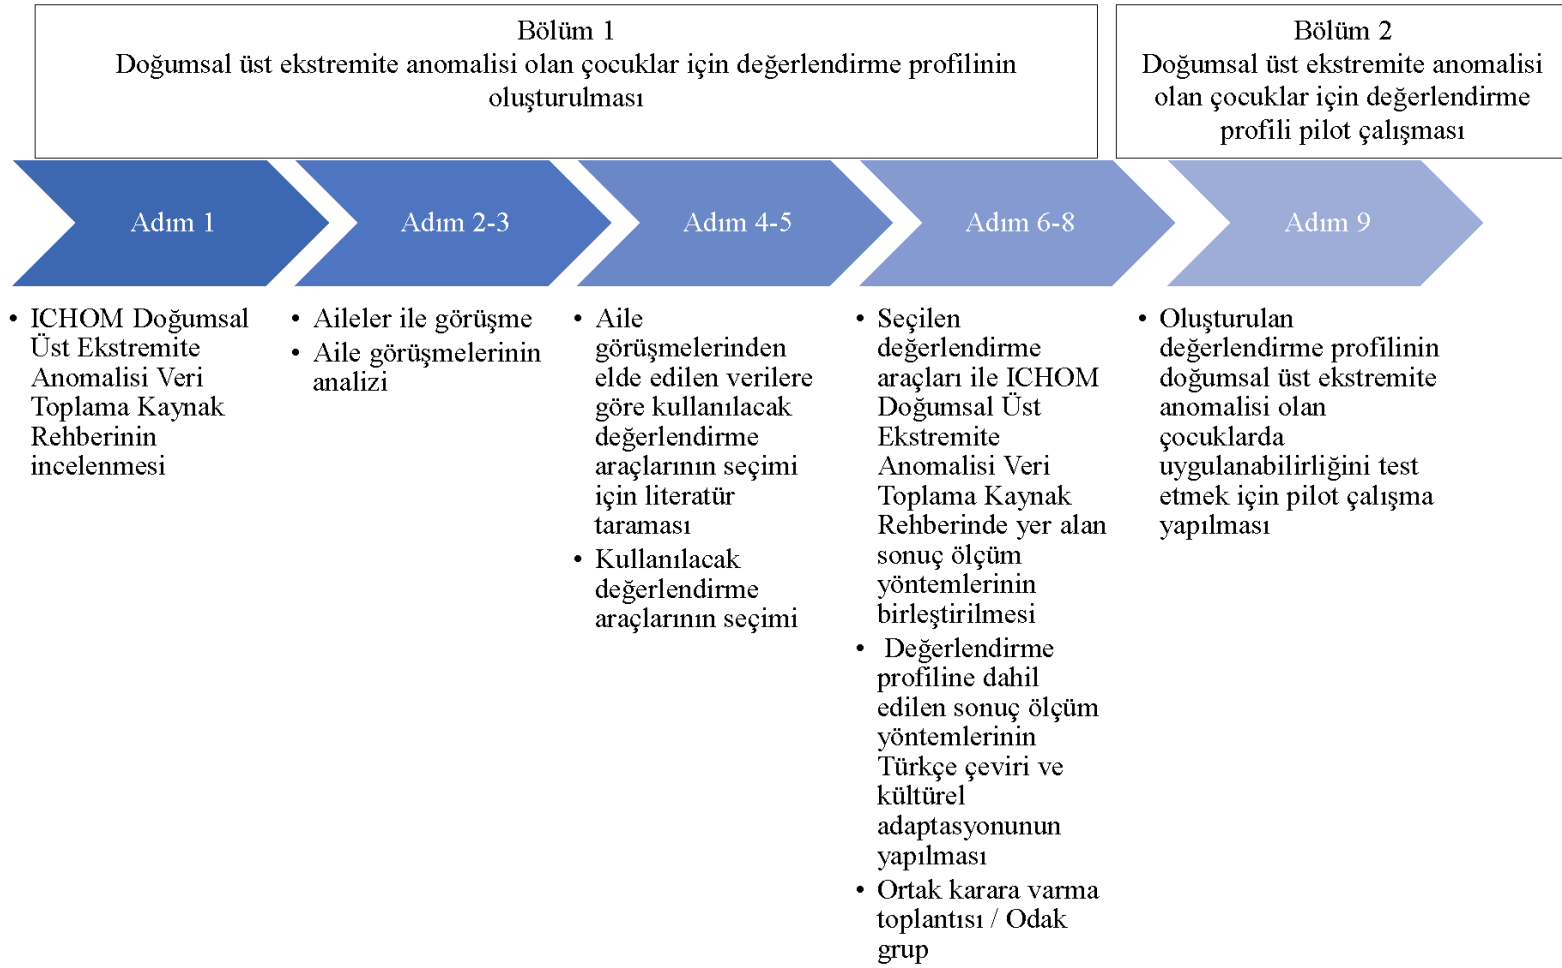 Bölüm 1
Doğumsal üst ekstremite anomalisi olan çocuklar için değerlendirme profilinin
oluşturulması
Bölüm 2
Doğumsal üst ekstremite anomalisi
olan çocuklar için değerlendirme
profili pilot çalışması
Adım 1
Adım 2-3
Adım 4-5
Adım 6-8
Adım 9
• ICHOM Doğumsal
Üst Ekstremite
Anomalisi Veri
Toplama Kaynak
Rehberinin
incelenmesi
• Aileler ile görüşme
• Aile görüşmelerinin
analizi
• Aile
görüşmelerinden
elde edilen verilere
göre kullanılacak
değerlendirme
araçlarının seçimi
için literatür
taraması
• Kullanılacak
değerlendirme
araçlarının seçimi
• Seçilen
değerlendirme
araçları ile ICHOM
Doğumsal Üst
Ekstremite
Anomalisi Veri
Toplama Kaynak
Rehberinde yer alan
sonuç ölçüm
yöntemlerinin
birleştirilmesi
• Değerlendirme
profiline dahil
edilen sonuç ölçüm
yöntemlerinin
Türkçe çeviri ve
kültürel
adaptasyonunun
yapılması
• Ortak karara varma
toplantısı / Odak
grup
• Oluşturulan
değerlendirme profilinin
doğumsal üst ekstremite
anomalisi olan
çocuklarda
uygulanabilirliğini test
etmek için pilot çalışma
yapılması